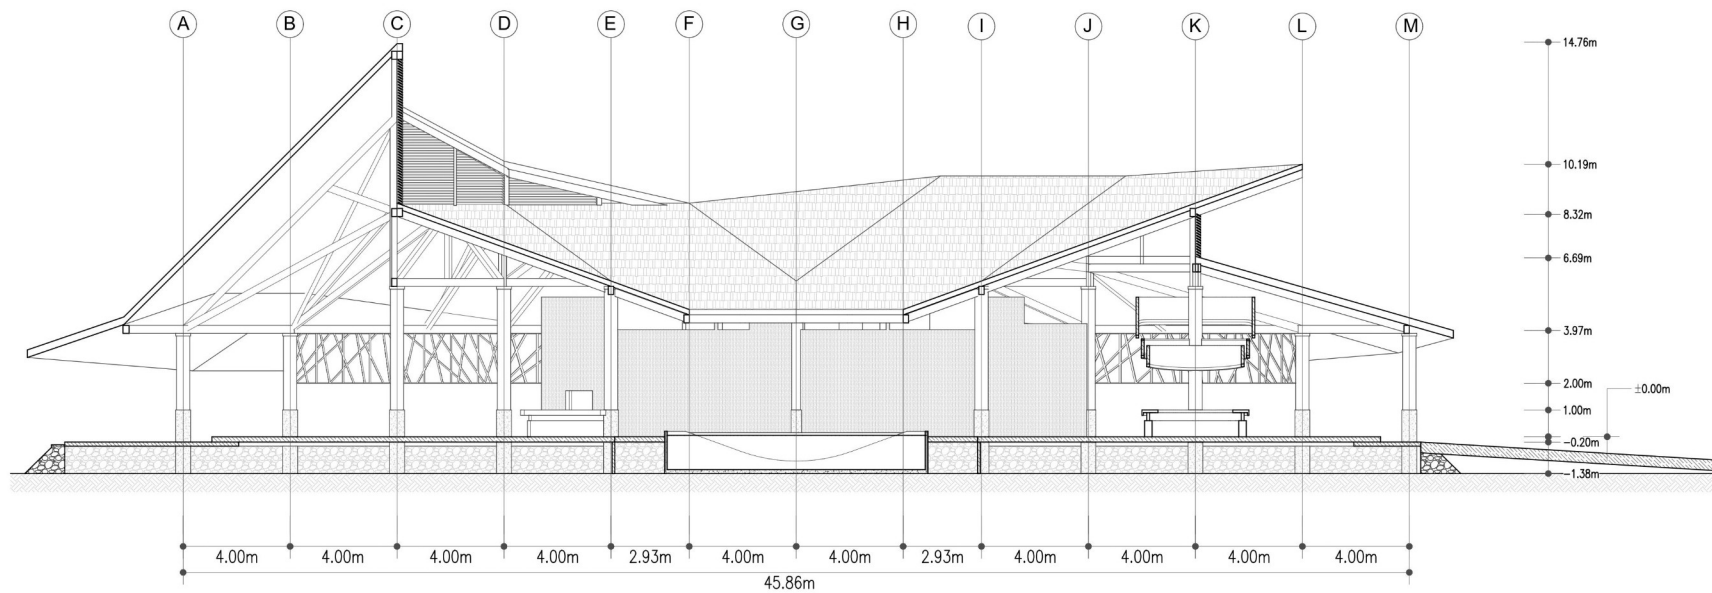 A B C D E F G H I J K L M
14.76m
10.19m
8.32m
6.69m
3.97m
2.00m
±0.00m
1.00m
-0.20m
-1.38m
4.00m 4.00m 4.00m 4.00m 2.93m 4.00m 4.00m 2.93m 4.00m 4.00m 4.00m 4.00m
45.86m